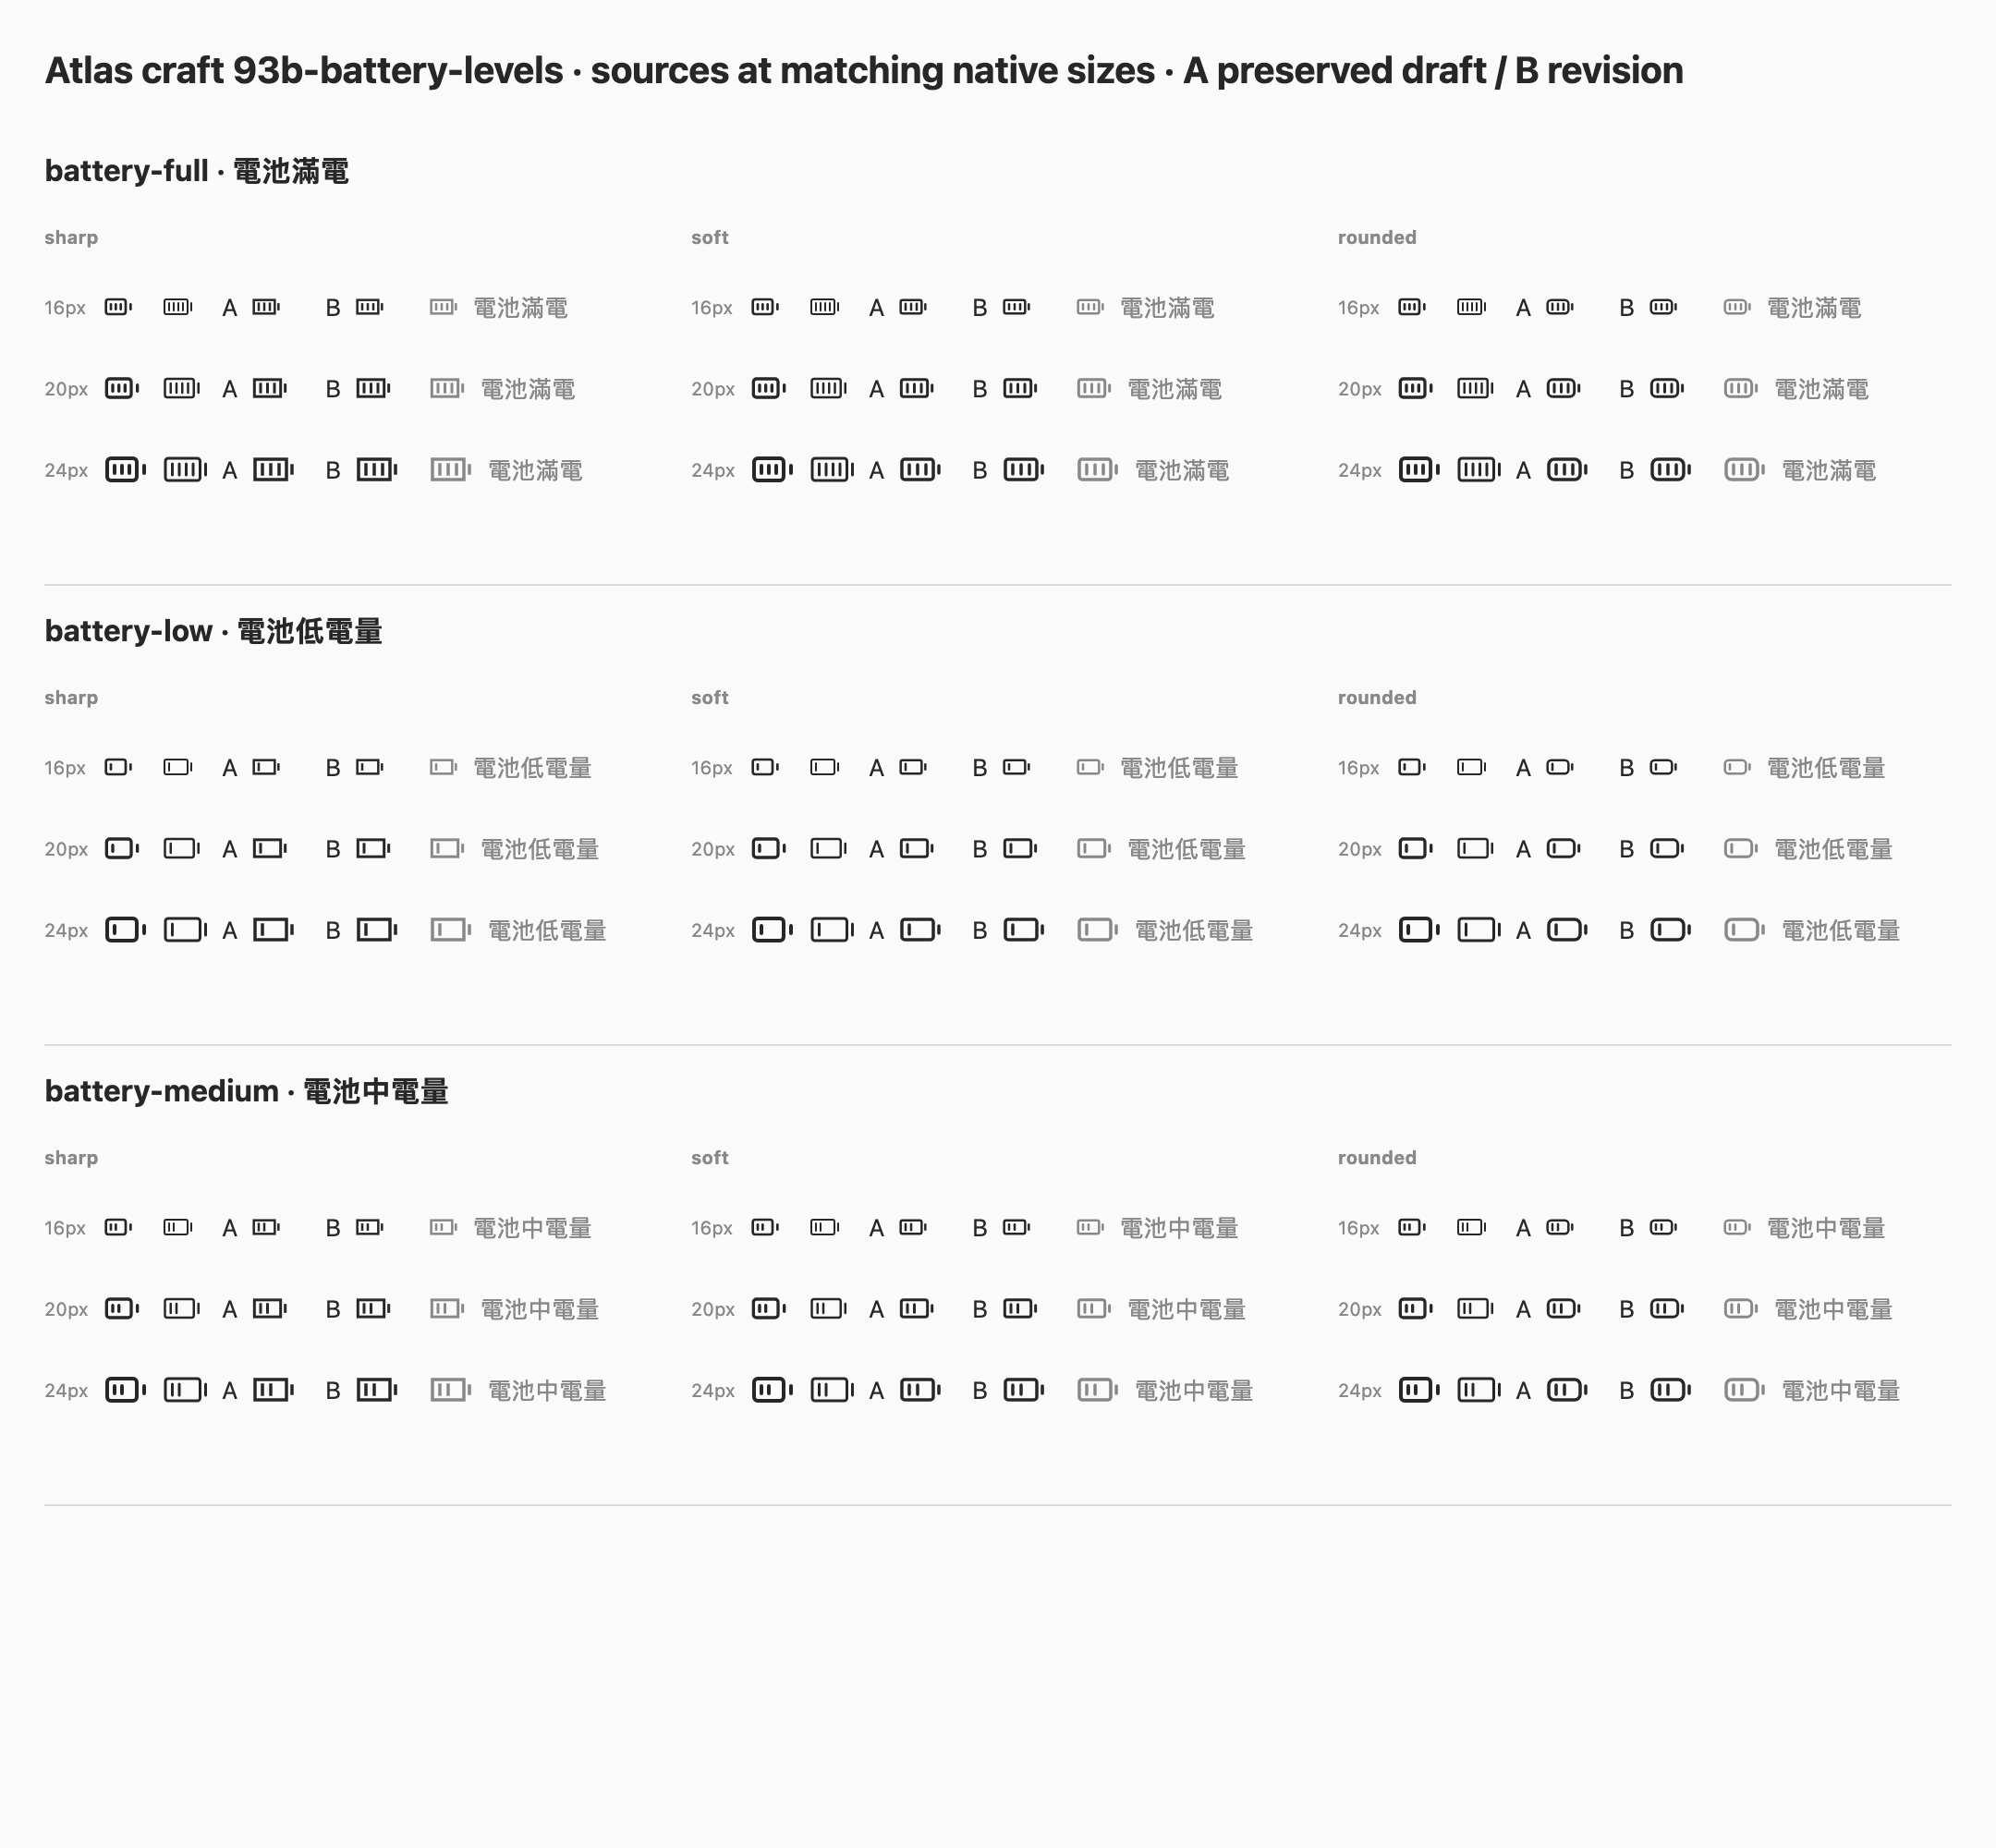 Atlas craft 93b-battery-levels · sources at matching native sizes · A preserved draft / B revision
battery-full · 電池滿電
sharp soft rounded
16px A B 電池滿電 16px A B 電池滿電 16px A B 電池滿電
20px A B 電池滿電 20px A B 電池滿電 20px A B 電池滿電
24px A B 電池滿電 24px A B 電池滿電 24px A B 電池滿電
battery-low · 電池低電量
sharp soft rounded
16px A B 電池低電量 16px A B 電池低電量 16px A B 電池低電量
20px A B 電池低電量 20px A B 電池低電量 20px A B 電池低電量
24px A B 電池低電量 24px A B 電池低電量 24px A B 電池低電量
battery-medium · 電池中電量
sharp soft rounded
16px A B 電池中電量 16px A B 電池中電量 16px A B 電池中電量
20px A B 電池中電量 20px A B 電池中電量 20px A B 電池中電量
24px A B 電池中電量 24px A B 電池中電量 24px A B 電池中電量